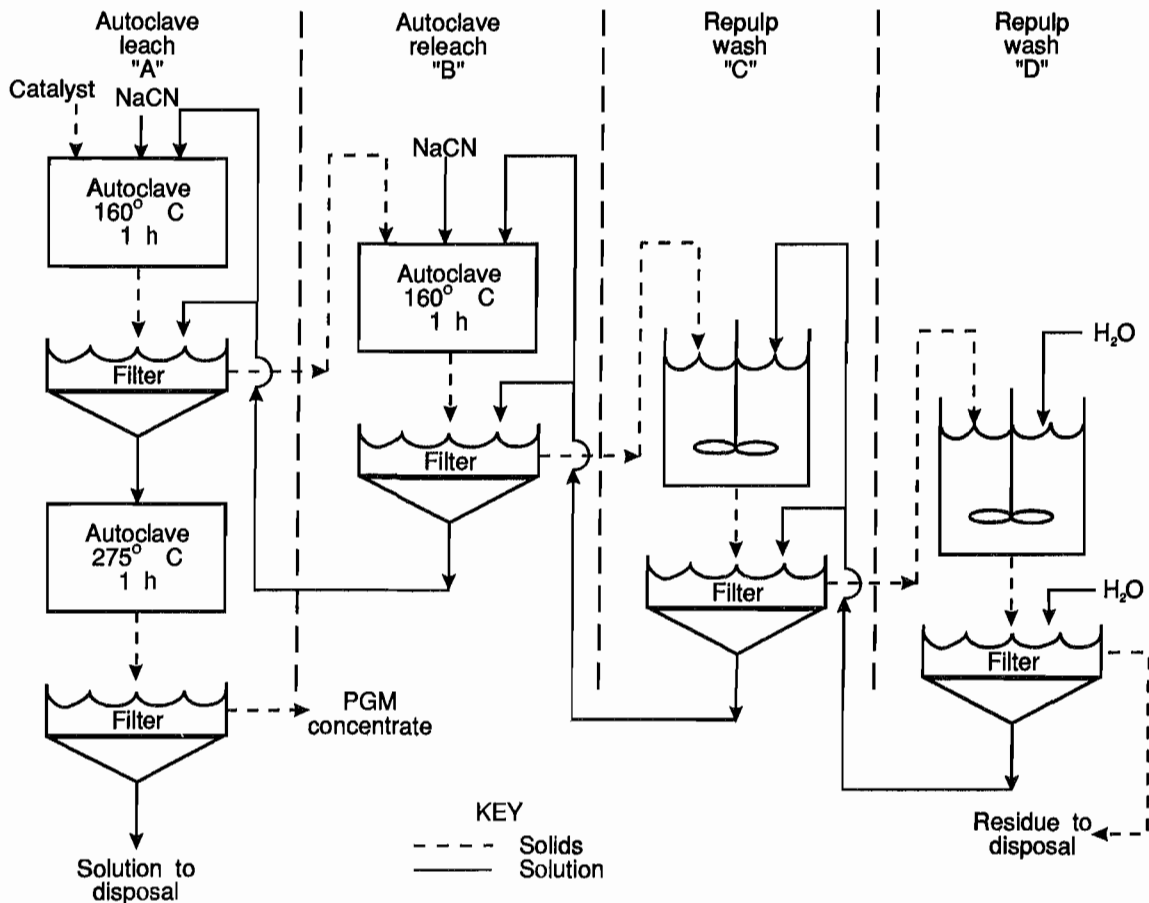 Autoclave
leach
"A"
Autoclave
releach
"B"
Repulp
wash
"C"
Repulp
wash
"D"
Catalyst
NaCN
Autoclave
160° C
1 h
Filter
Autoclave
275° C
1 h
Filter
PGM
concentrate
Solution to
disposal
NaCN
Autoclave
160° C
1 h
Filter
Filter
H₂O
H₂O
Filter
Residue to
disposal
KEY
Solids
Solution